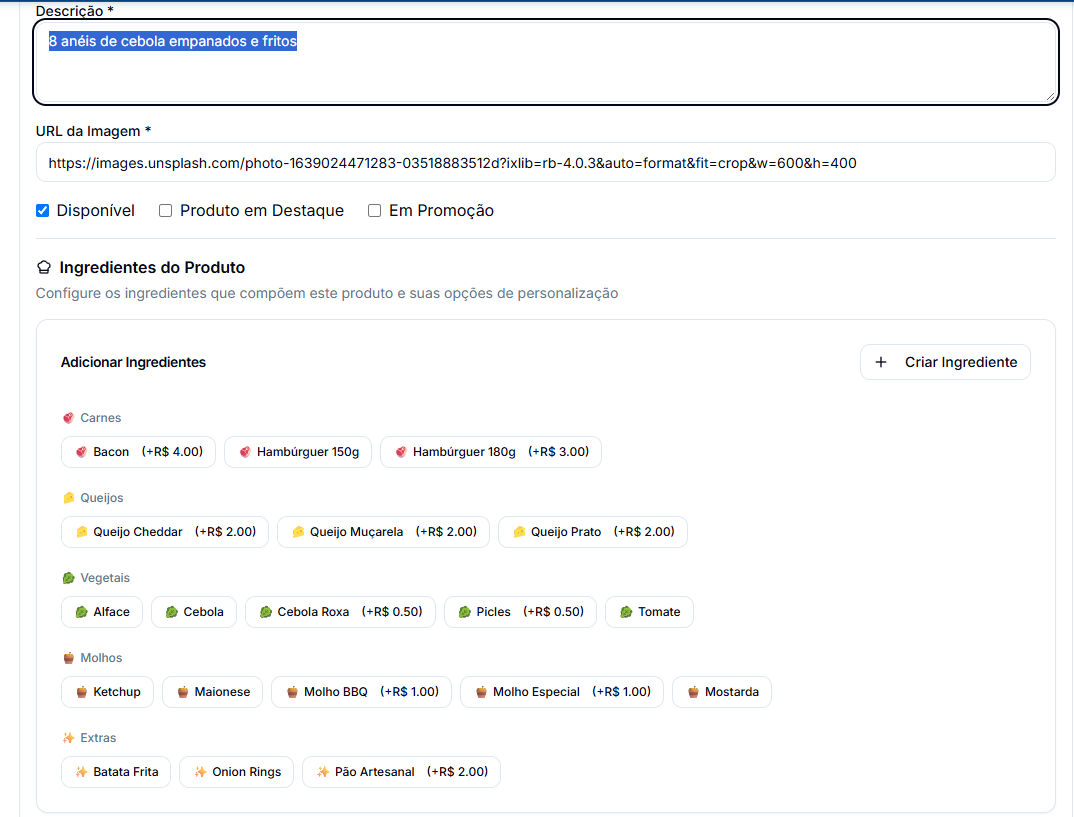 Descrição *
8 anéis de cebola empanados e fritos
URL da Imagem *
https://images.unsplash.com/photo-1639024471283-03518883512d?ixlib=rb-4.0.3&auto=format&fit=crop&w=600&h=400
Disponível Produto em Destaque Em Promoção
Ingredientes do Produto
Configure os ingredientes que compõem este produto e suas opções de personalização
Adicionar Ingredientes + Criar Ingrediente
Carnes
Bacon (+R$ 4.00) Hambúrguer 150g Hambúrguer 180g (+R$ 3.00)
Queijos
Queijo Cheddar (+R$ 2.00) Queijo Muçarela (+R$ 2.00) Queijo Prato (+R$ 2.00)
Vegetais
Alface Cebola Cebola Roxa (+R$ 0.50) Picles (+R$ 0.50) Tomate
Molhos
Ketchup Maionese Molho BBQ (+R$ 1.00) Molho Especial (+R$ 1.00) Mostarda
Extras
Batata Frita Onion Rings Pão Artesanal (+R$ 2.00)